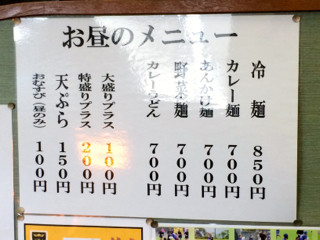 お昼のメニュー
冷麺 850円
カレー麺 700円
あんかけ麺 700円
野菜麺 700円
カレーうどん 700円
大盛りプラス 100円
特盛りプラス 200円
天ぷら 150円
おむすび（昼のみ） 100円